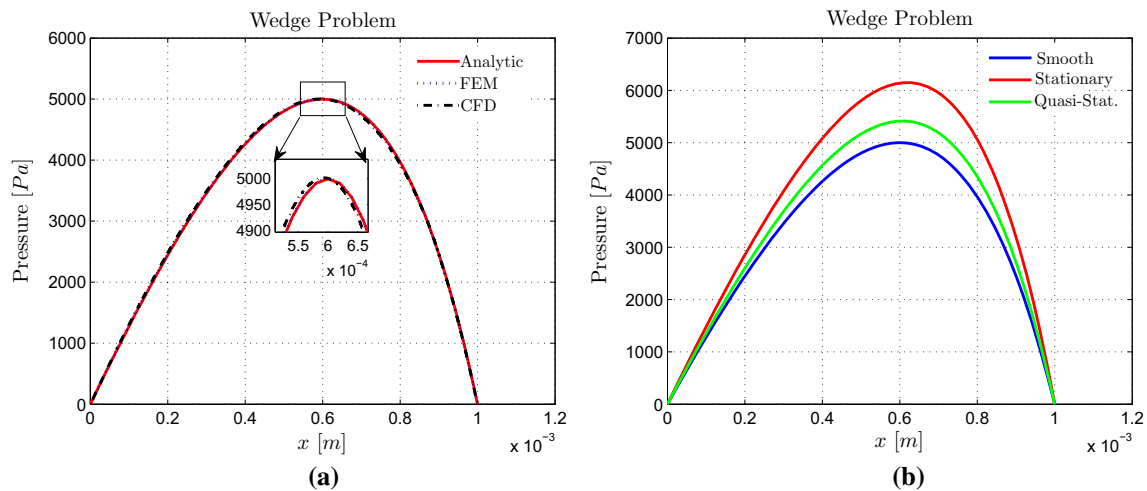 Wedge Problem
6000
5000
4000
3000
2000
1000
0
Pressure [Pa]
Analytic
FEM
CFD
5000
4950
4900
5.5 6 6.5
x 10⁻⁴
0 0.2 0.4 0.6 0.8 1 1.2
x [m]
x 10⁻³
(a)
Wedge Problem
7000
6000
5000
4000
3000
2000
1000
0
Pressure [Pa]
Smooth
Stationary
Quasi-Stat.
0 0.2 0.4 0.6 0.8 1 1.2
x [m]
x 10⁻³
(b)